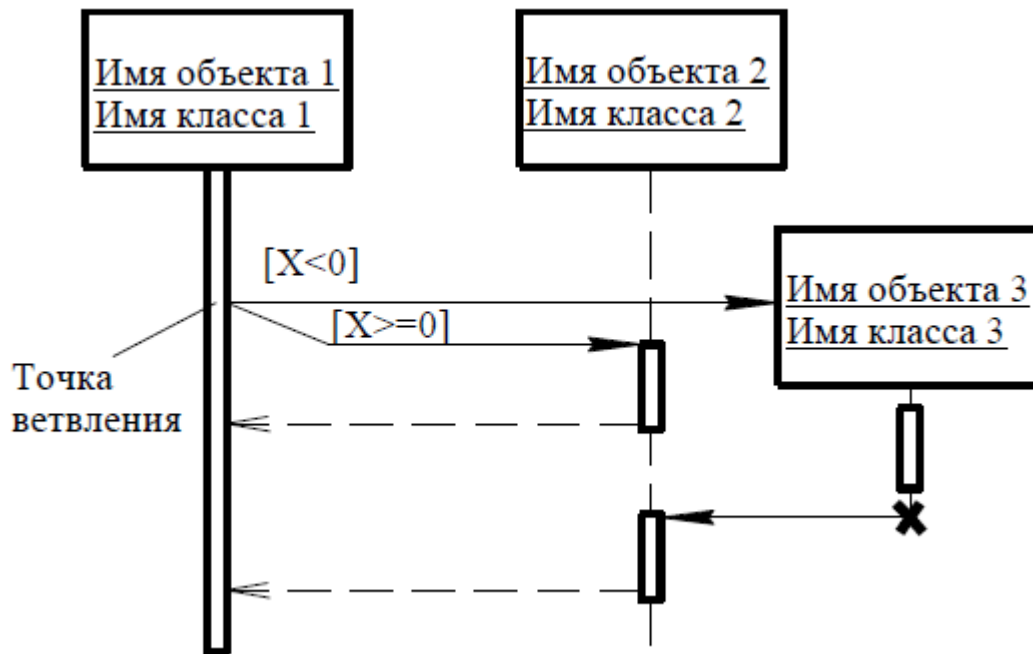 Имя объекта 1
Имя класса 1
Имя объекта 2
Имя класса 2
[X<0]
Имя объекта 3
Имя класса 3
[X>=0]
Точка
ветвления